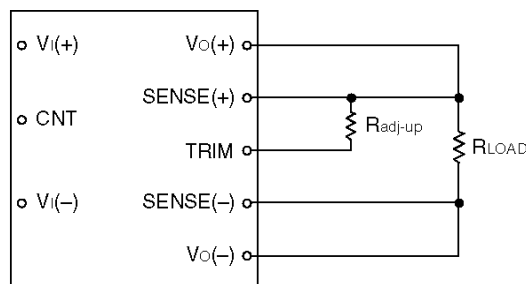 VI(+) VO(+)
SENSE(+)
CNT Radj-up
TRIM RLOAD
VI(−) SENSE(−)
VO(−)